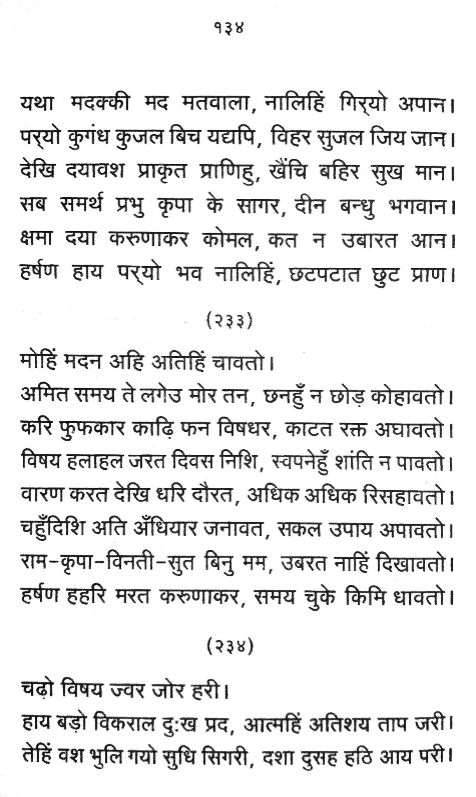 १३४
यथा मदक्की मद मतवाला, नालिहिं गिर्‌यो अपान।
पर्‌यो कुगंध कुजल बिच यद्यपि, विहर सुजल जिय जान।
देखि दयावश प्राकृत प्राणिहु, खैंचि बहिर सुख मान।
सब समर्थ प्रभु कृपा के सागर, दीन बन्धु भगवान।
क्षमा दया करुणाकर कोमल, कत न उबारत आन।
हर्षण हाय पर्‌यो भव नालिहिं, छटपटात छुट प्राण।
(२३३)
मोहिं मदन अहि अतिहिं चावतो।
अमित समय ते लगेउ मोर तन, छनहुँ न छोड़ कोहावतो।
करि फुफकार काढ़ि फन विषधर, काटत रक्त अघावतो।
विषय हलाहल जरत दिवस निशि, स्वपनेहुँ शांति न पावतो।
वारण करत देखि धरि दौरत, अधिक अधिक रिसहावतो।
चहुँदिशि अति अँधियार जनावत, सकल उपाय अपावतो।
राम-कृपा-विनती-सुत बिनु मम, उबरत नाहिं दिखावतो।
हर्षण हहरि मरत करुणाकर, समय चुके किमि धावतो।
(२३४)
चढ़ो विषय ज्वर जोर हरी।
हाय बड़ो विकराल दुःख प्रद, आत्महिं अतिशय ताप जरी।
तेहिं वश भुलि गयो सुधि सिगरी, दशा दुसह हठि आय परी।